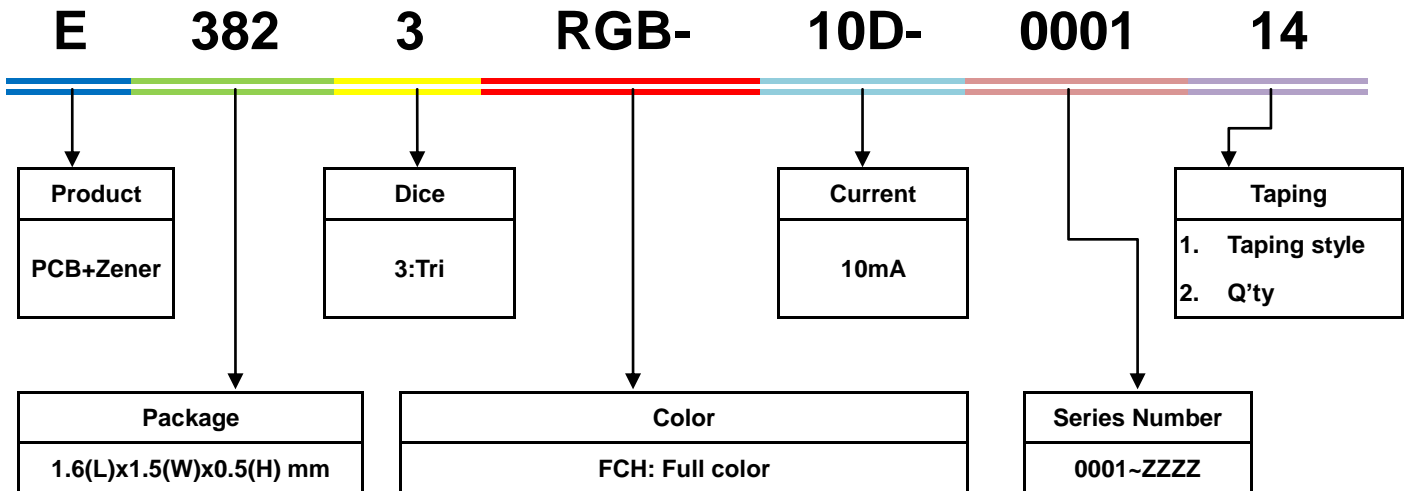 E 382 3 RGB- 10D- 0001 14
Product
PCB+Zener
Dice
3:Tri
Current
10mA
Taping
1. Taping style
2. Q’ty
Package
1.6(L)x1.5(W)x0.5(H) mm
Color
FCH: Full color
Series Number
0001~ZZZZ